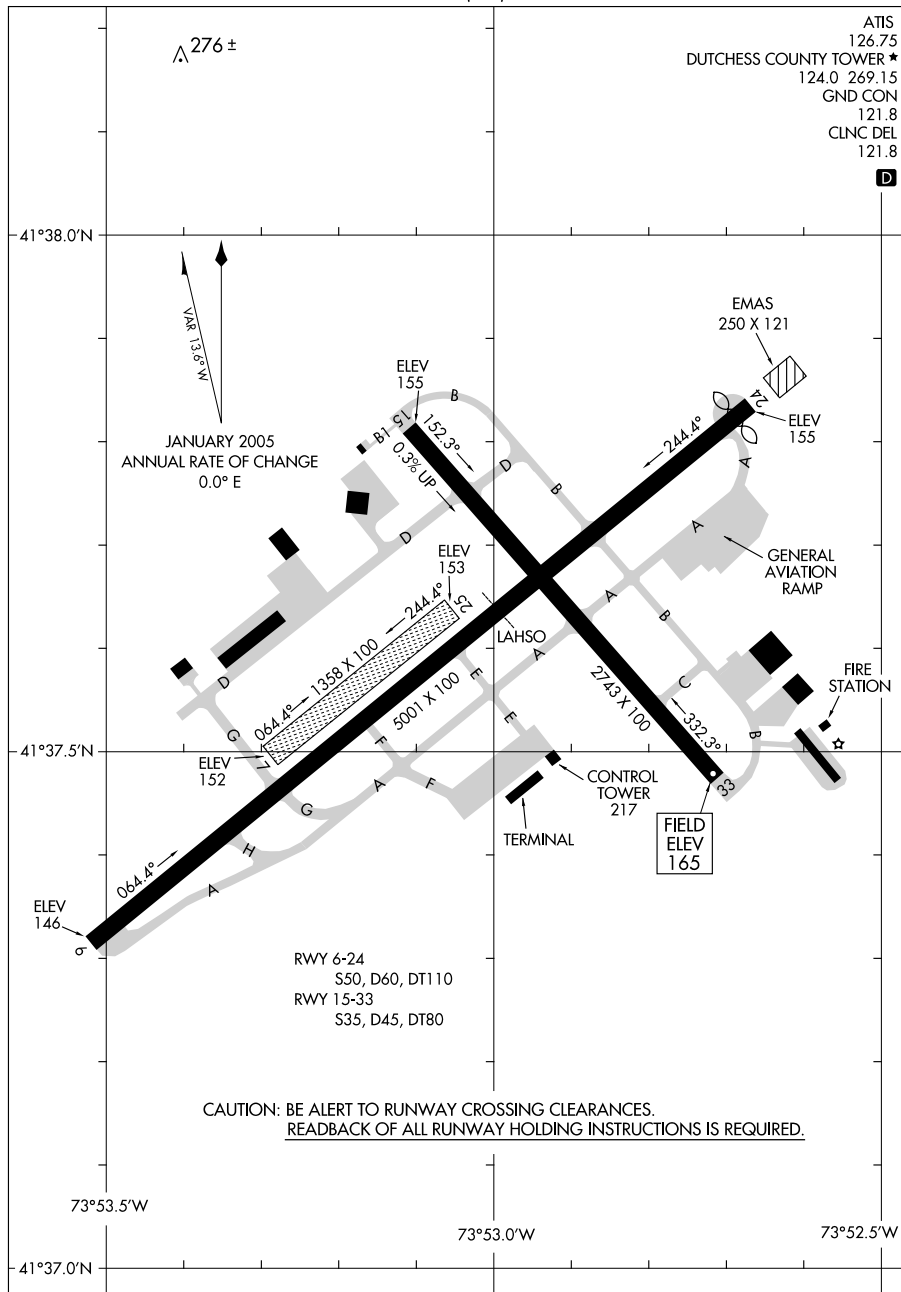 276 ±
ATIS
126.75
DUTCHESS COUNTY TOWER ★
124.0 269.15
GND CON
121.8
CLNC DEL
121.8
D
41°38.0'N
VAR 13.6° W
JANUARY 2005
ANNUAL RATE OF CHANGE
0.0° E
EMAS
250 X 121
ELEV
155
B
15
B1
152.3°
0.3% UP
24
ELEV
155
244.4°
D
B
A
D
A
GENERAL
AVIATION
RAMP
ELEV
153
25
244.4°
LAHSO
A
B
1358 X 100
064.4°
5001 X 100
E
A
2743 X 100
C
FIRE
STATION
D
G
E
332.3°
B
41°37.5'N
7
ELEV
152
F
A
F
G
CONTROL
TOWER
217
TERMINAL
33
FIELD
ELEV
165
H
A
064.4°
ELEV
146
6
RWY 6-24
S50, D60, DT110
RWY 15-33
S35, D45, DT80
CAUTION: BE ALERT TO RUNWAY CROSSING CLEARANCES.
READBACK OF ALL RUNWAY HOLDING INSTRUCTIONS IS REQUIRED.
73°53.5'W
73°53.0'W
73°52.5'W
41°37.0'N